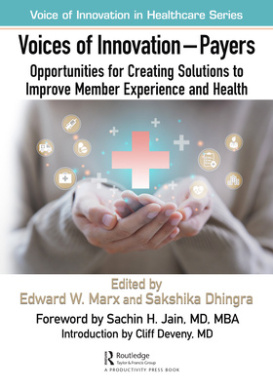 Voice of Innovation in Healthcare Series
Voices of Innovation—Payers
Opportunities for Creating Solutions to
Improve Member Experience and Health
Edited by
Edward W. Marx and Sakshika Dhingra
Foreword by Sachin H. Jain, MD, MBA
Introduction by Cliff Deveny, MD
Routledge
Taylor & Francis Group
A PRODUCTIVITY PRESS BOOK